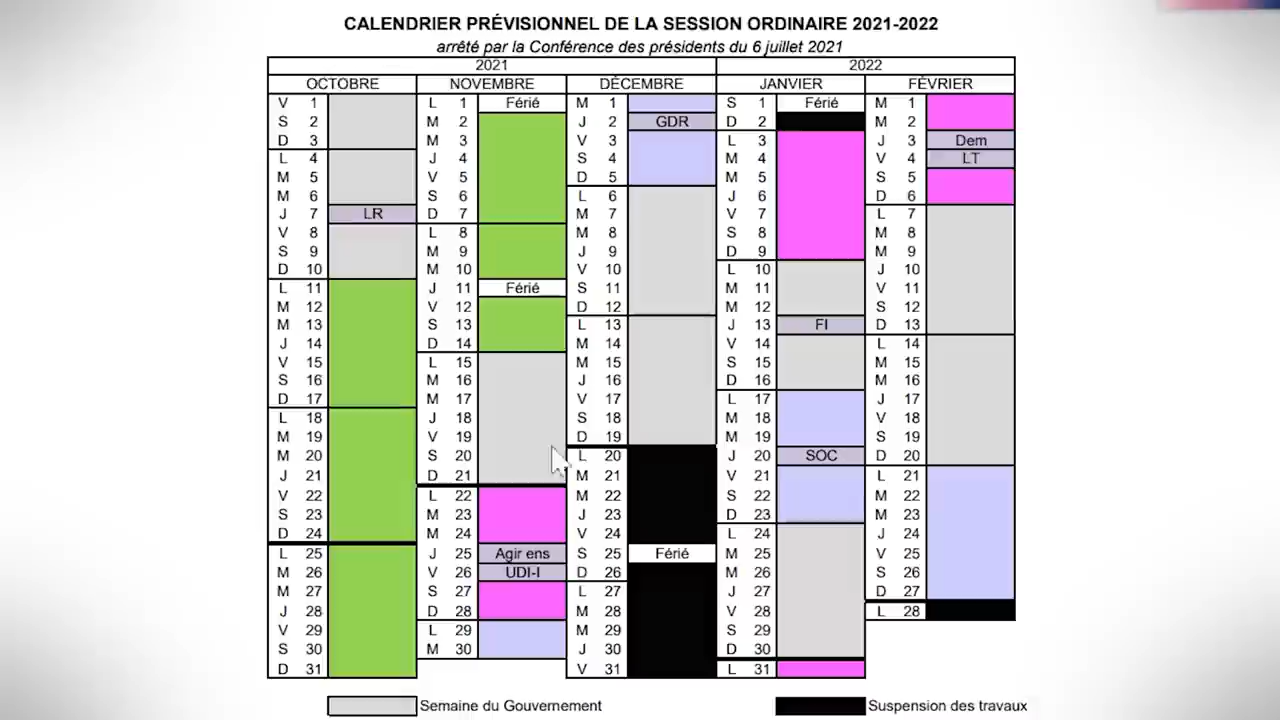 CALENDRIER PRÉVISIONNEL DE LA SESSION ORDINAIRE 2021-2022
arrêté par la Conférence des présidents du 6 juillet 2021
2021 2022
OCTOBRE NOVEMBRE DÉCEMBRE JANVIER FÉVRIER
V 1 L 1 Férié M 1 S 1 Férié M 1
S 2 M 2 J 2 GDR D 2 M 2
D 3 M 3 V 3 L 3 J 3 Dem
L 4 J 4 S 4 M 4 V 4 LT
M 5 V 5 D 5 M 5 S 5
M 6 S 6 L 6 J 6 D 6
J 7 LR D 7 M 7 V 7 L 7
V 8 L 8 M 8 S 8 M 8
S 9 M 9 J 9 D 9 M 9
D 10 M 10 V 10 L 10 J 10
L 11 J 11 Férié S 11 M 11 V 11
M 12 V 12 D 12 M 12 S 12
M 13 S 13 L 13 J 13 FI D 13
J 14 D 14 M 14 V 14 L 14
V 15 L 15 M 15 S 15 M 15
S 16 M 16 J 16 D 16 M 16
D 17 M 17 V 17 L 17 J 17
L 18 J 18 S 18 M 18 V 18
M 19 V 19 D 19 M 19 S 19
M 20 S 20 L 20 J 20 SOC D 20
J 21 D 21 M 21 V 21 L 21
V 22 L 22 M 22 S 22 M 22
S 23 M 23 J 23 D 23 M 23
D 24 M 24 V 24 L 24 J 24
L 25 J 25 Agir ens S 25 Férié M 25 V 25
M 26 V 26 UDI-I D 26 M 26 S 26
M 27 S 27 L 27 J 27 D 27
J 28 D 28 M 28 V 28 L 28
V 29 L 29 M 29 S 29
S 30 M 30 J 30 D 30
D 31 V 31 L 31
Semaine du Gouvernement Suspension des travaux